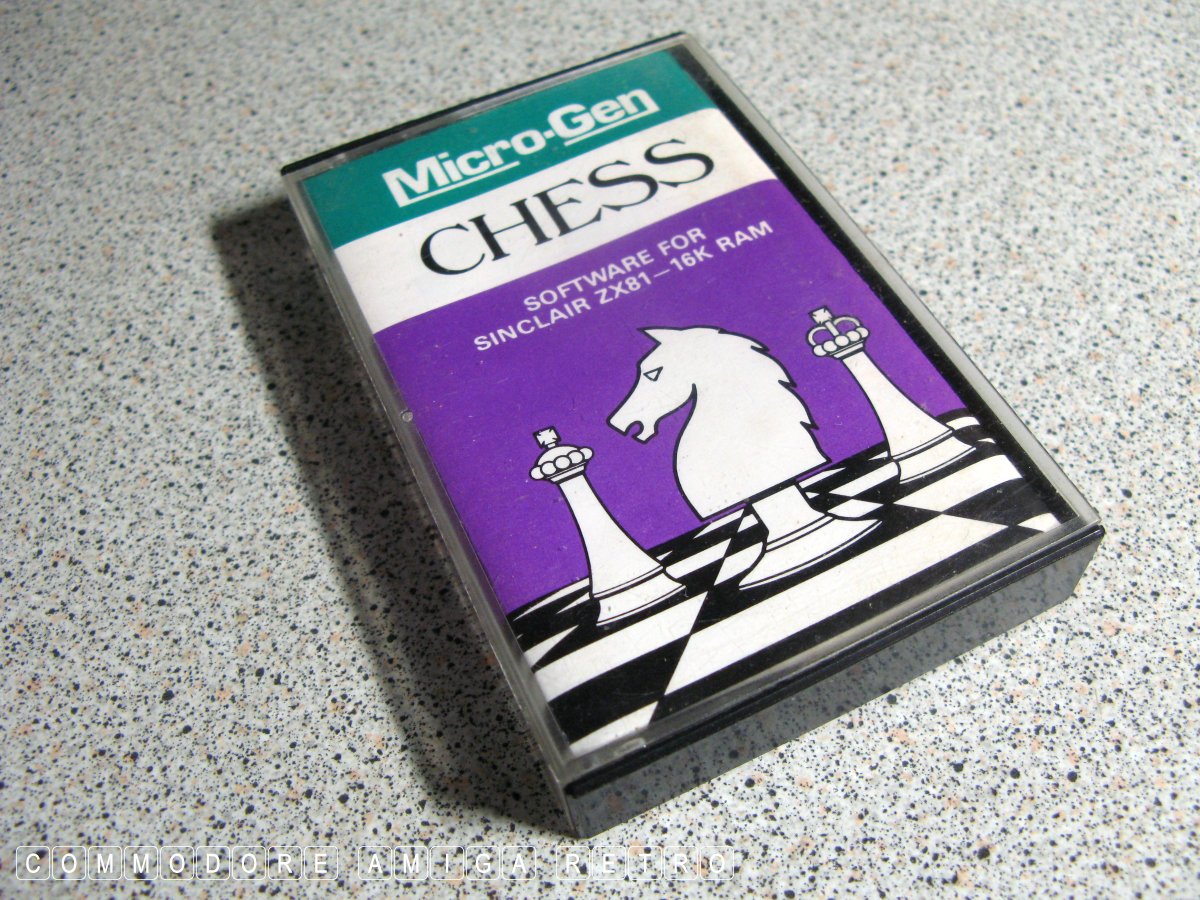 Micro-Gen
CHESS
SOFTWARE FOR
SINCLAIR ZX81—16K RAM
COMMODORE AMIGA RETRO